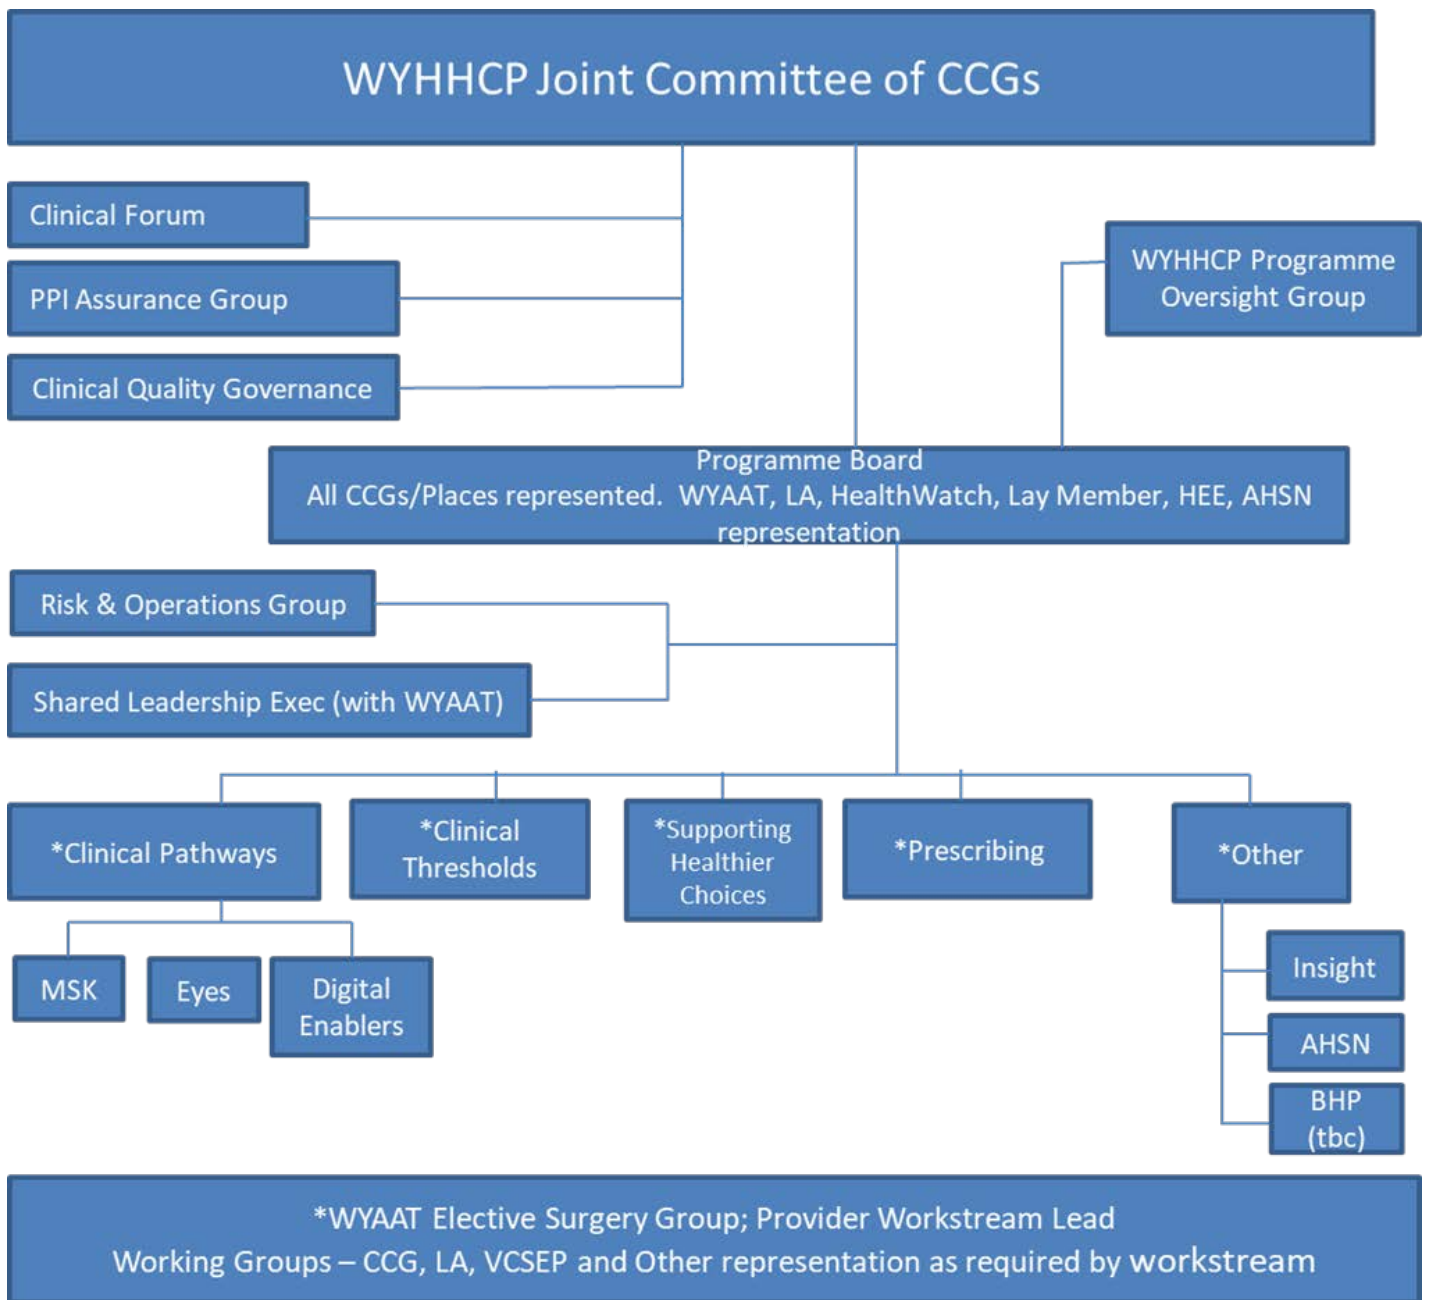 WYHHCP Joint Committee of CCGs
Clinical Forum
PPI Assurance Group
Clinical Quality Governance
WYHHCP Programme
Oversight Group
Programme Board
All CCGs/Places represented. WYAAT, LA, HealthWatch, Lay Member, HEE, AHSN
representation
Risk & Operations Group
Shared Leadership Exec (with WYAAT)
*Clinical Pathways
*Clinical
Thresholds
*Supporting
Healthier
Choices
*Prescribing
*Other
MSK
Eyes
Digital
Enablers
Insight
AHSN
BHP
(tbc)
*WYAAT Elective Surgery Group; Provider Workstream Lead
Working Groups – CCG, LA, VCSEP and Other representation as required by workstream